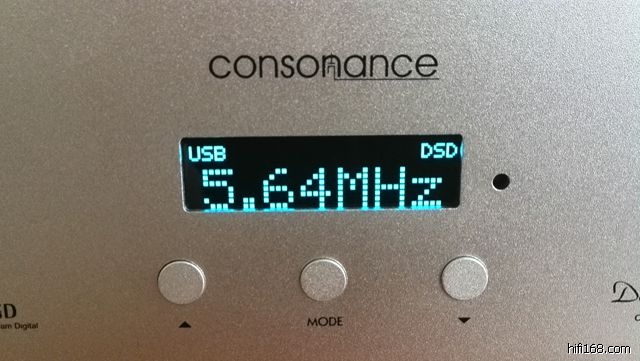 consonance
USB DSD
5.64MHz
MODE
hifi168.com